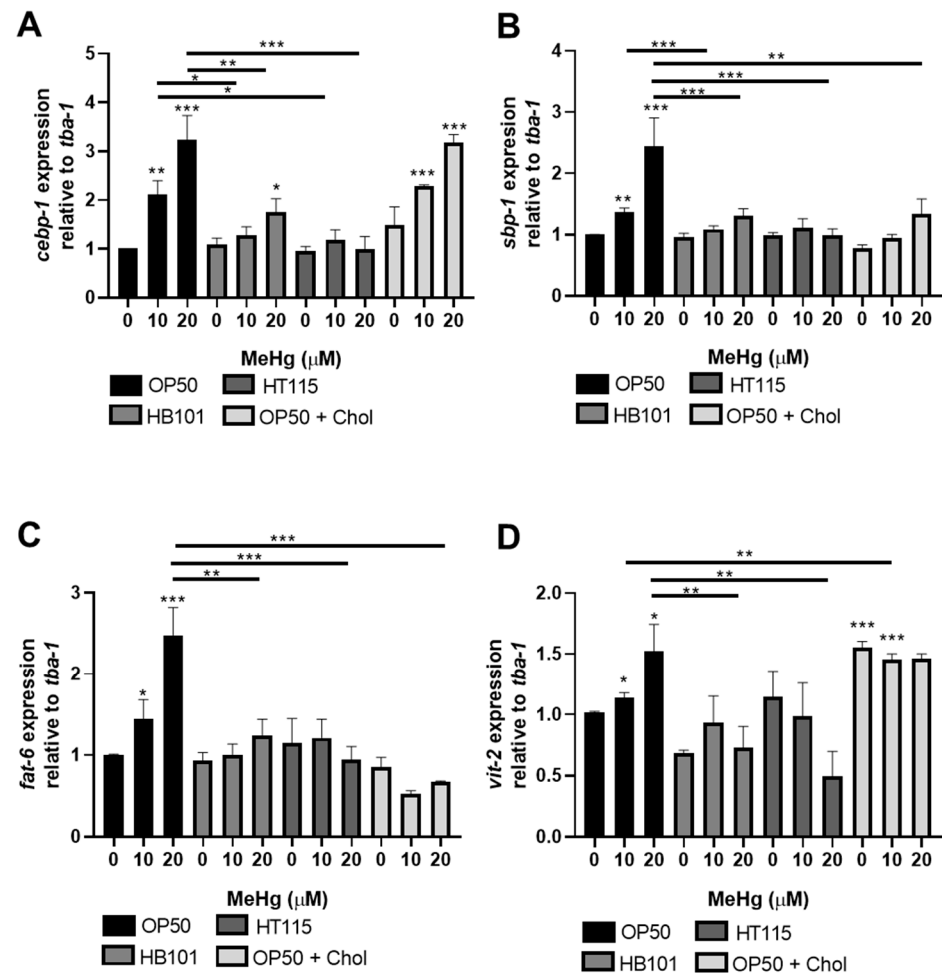 A
cebp-1 expression
relative to tba-1
5
4
3
2
1
0
***
**
*
*
**
***
*
***
***
0 10 20 0 10 20 0 10 20 0 10 20
MeHg (μM)
OP50
HT115
HB101
OP50 + Chol
B
sbp-1 expression
relative to tba-1
4
3
2
1
0
***
**
***
***
**
***
0 10 20 0 10 20 0 10 20 0 10 20
MeHg (μM)
OP50
HT115
HB101
OP50 + Chol
C
fat-6 expression
relative to tba-1
3
2
1
0
***
***
**
*
***
0 10 20 0 10 20 0 10 20 0 10 20
MeHg (μM)
OP50
HT115
HB101
OP50 + Chol
D
vit-2 expression
relative to tba-1
2.0
1.5
1.0
0.5
0.0
**
**
**
*
*
***
***
0 10 20 0 10 20 0 10 20 0 10 20
MeHg (μM)
OP50
HT115
HB101
OP50 + Chol